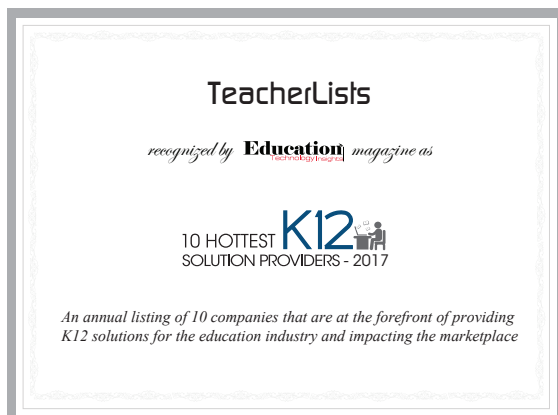 TeacherLists
recognized by Education Technology Insights magazine as
10 HOTTEST K12
SOLUTION PROVIDERS - 2017
An annual listing of 10 companies that are at the forefront of providing
K12 solutions for the education industry and impacting the marketplace